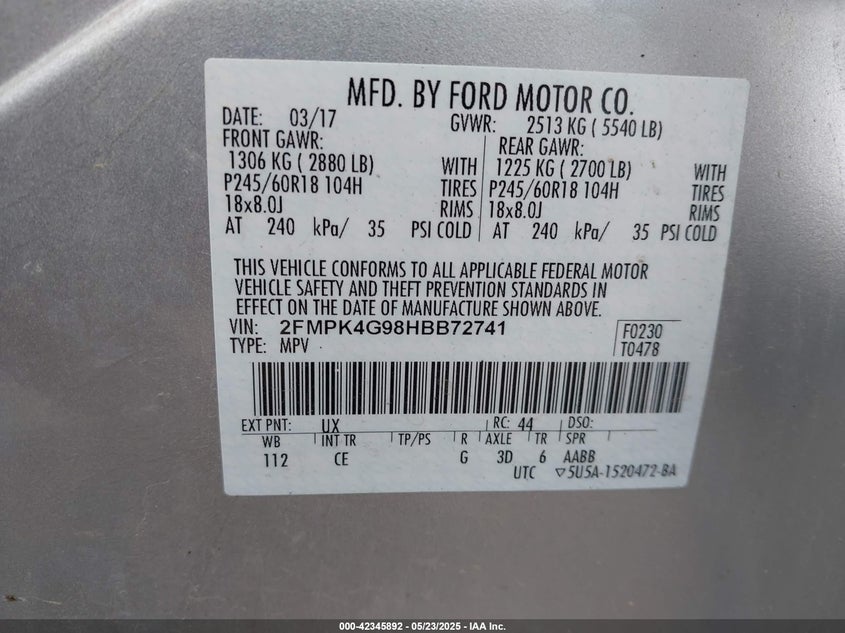 MFD. BY FORD MOTOR CO.
DATE: 03/17 GVWR: 2513 KG ( 5540 LB)
FRONT GAWR: REAR GAWR:
1306 KG ( 2880 LB) WITH 1225 KG ( 2700 LB) WITH
P245/60R18 104H TIRES P245/60R18 104H TIRES
18x8.0J RIMS 18x8.0J RIMS
AT 240 kPa/ 35 PSI COLD AT 240 kPa/ 35 PSI COLD
THIS VEHICLE CONFORMS TO ALL APPLICABLE FEDERAL MOTOR
VEHICLE SAFETY AND THEFT PREVENTION STANDARDS IN
EFFECT ON THE DATE OF MANUFACTURE SHOWN ABOVE.
VIN: 2FMPK4G98HBB72741 F0230
TYPE: MPV T0478
EXT PNT: UX RC: 44 DSO:
WB INT TR TP/PS R AXLE TR SPR
112 CE G 3D 6 AABB
UTC ▽5U5A-1520472-BA
000-42345892 — 05/23/2025 — IAA Inc.